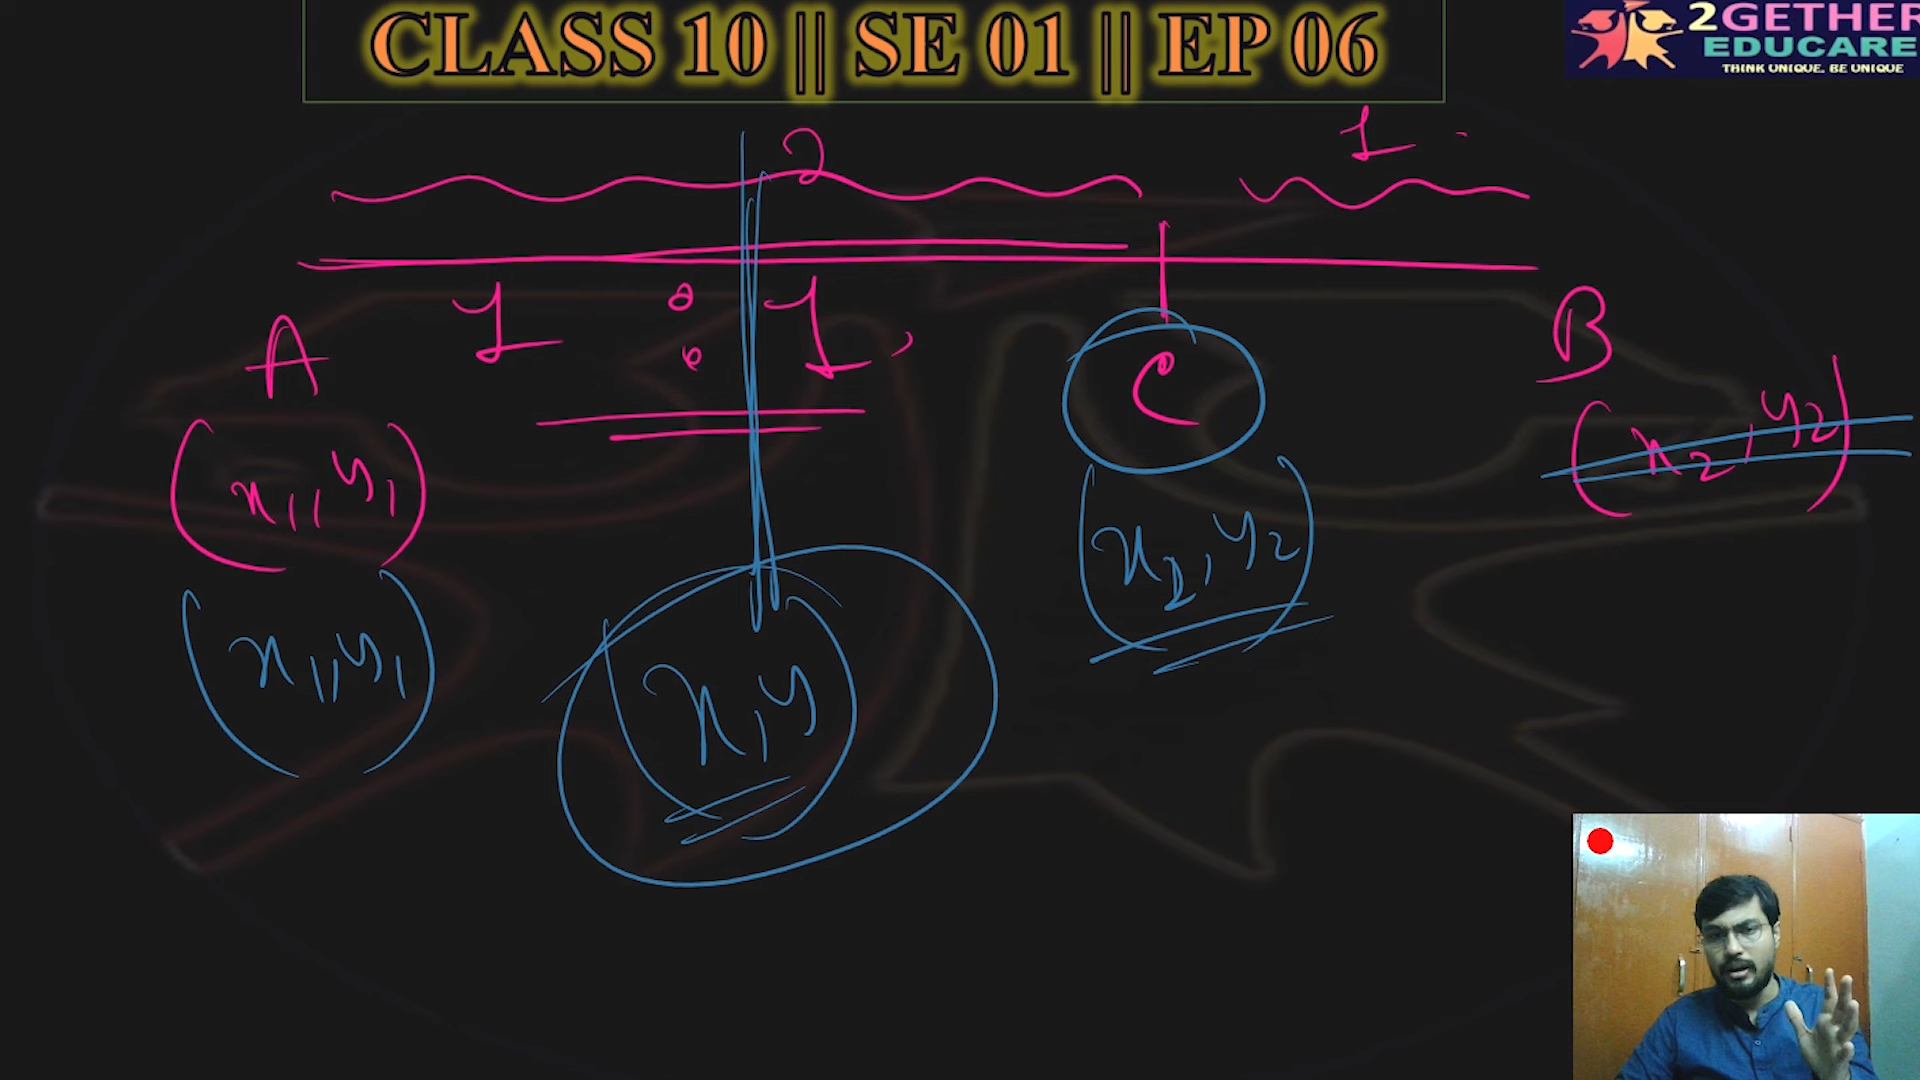 CLASS 10 || SE 01 || EP 06
2GETHER
EDUCARE
THINK UNIQUE. BE UNIQUE
2
1
A
1 : 1
C
B
(x1, y1)
(x2, y2)
(x2, y2)
(x1, y1)
(x, y)